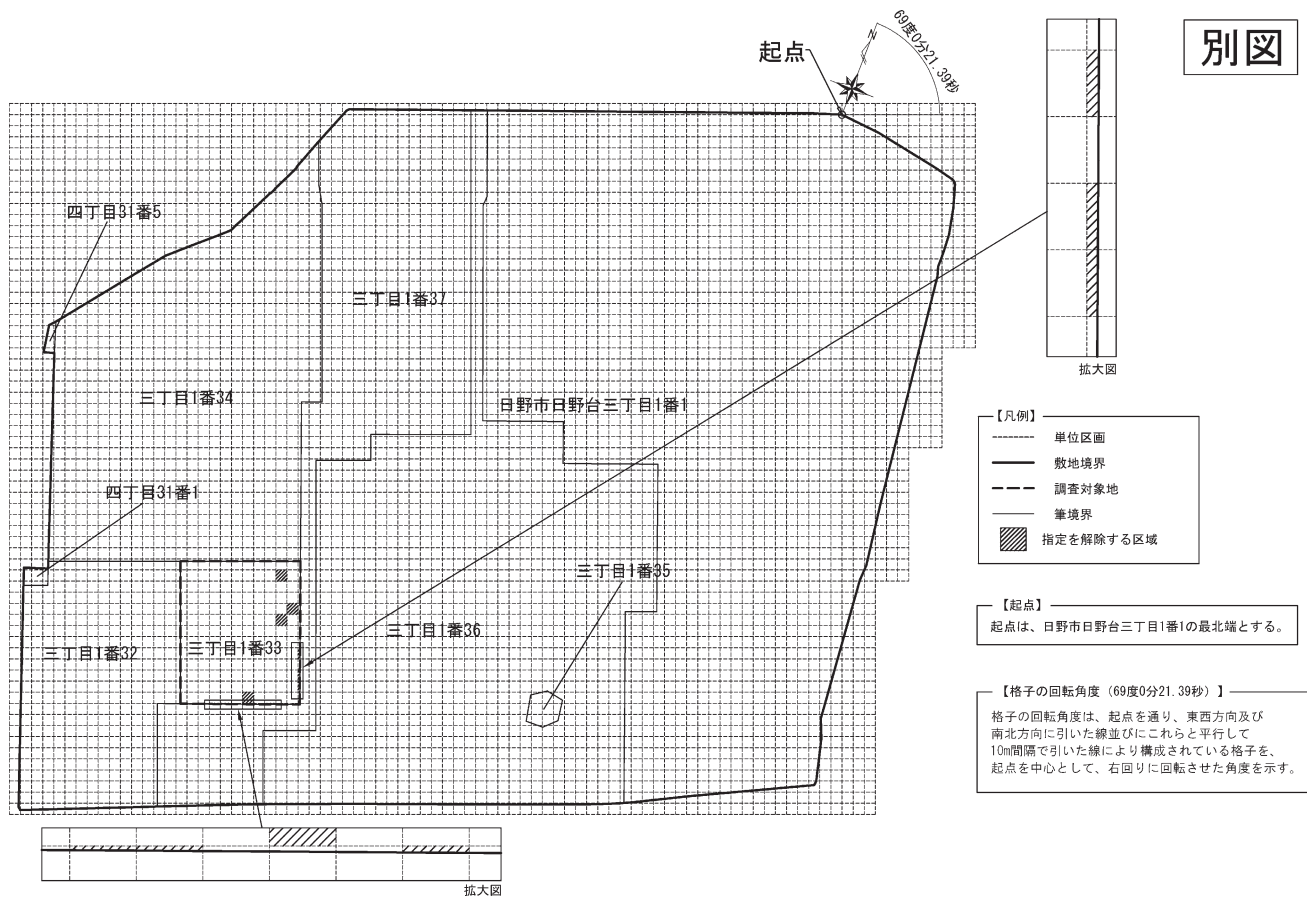 別図
起点
N
69度0分21.39秒
四丁目31番5
三丁目1番37
拡大図
三丁目1番34
日野市日野台三丁目1番1
【凡例】
単位区画
敷地境界
調査対象地
筆境界
指定を解除する区域
四丁目31番1
三丁目1番35
三丁目1番36
三丁目1番33
三丁目1番32
【起点】
起点は、日野市日野台三丁目1番1の最北端とする。
【格子の回転角度（69度0分21.39秒）】
格子の回転角度は、起点を通り、東西方向及び
南北方向に引いた線並びにこれらと平行して
10m間隔で引いた線により構成されている格子を、
起点を中心として、右回りに回転させた角度を示す。
拡大図